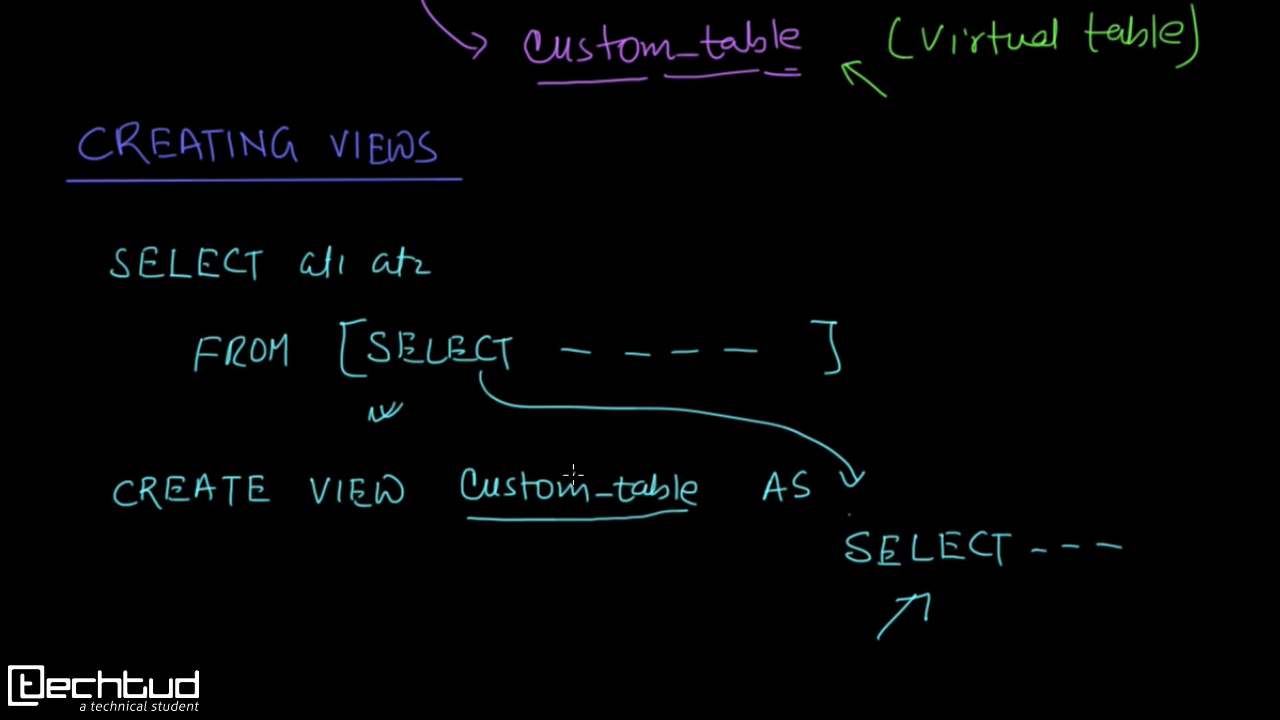 Custom_table (Virtual table)
CREATING VIEWS
SELECT at1 at2
FROM [SELECT - - - - ]
CREATE VIEW Custom_table AS
SELECT - - -
techtud
a technical student